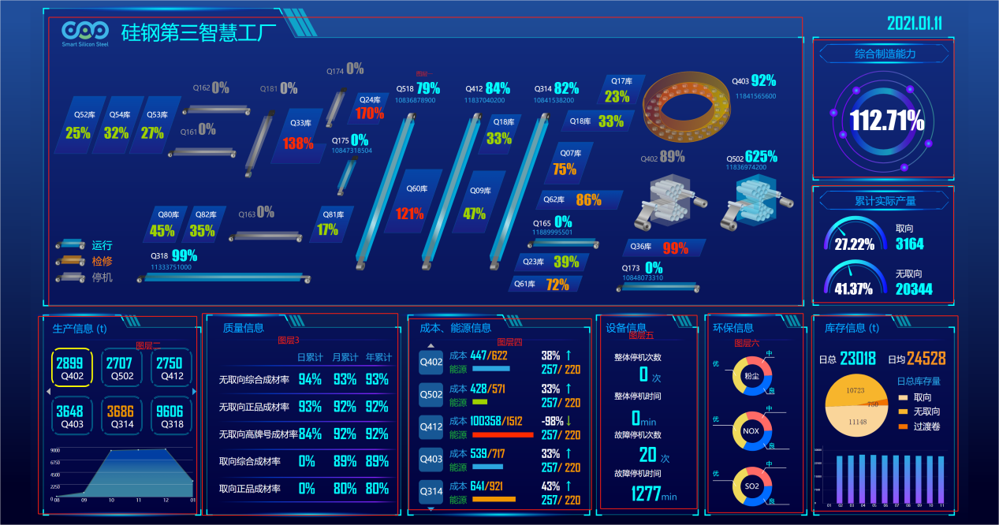 Smart Silicon Steel
硅钢第三智慧工厂
2021.01.11
图层一
Q162 0%
Q181 0%
Q174 0%
Q518 79%
10836878900
Q412 84%
11837040200
Q314 82%
10841538200
Q17库
23%
Q403 92%
11841565600
Q52库
25%
Q54库
32%
Q53库
27%
Q161 0%
Q33库
138%
Q24库
170%
Q175 0%
10847318504
Q18库
33%
Q18库 33%
Q07库
75%
Q402 89%
Q502 625%
11836974200
Q60库
121%
Q09库
47%
Q62库 86%
Q80库
45%
Q82库
35%
Q163 0%
Q81库
17%
Q165 0%
11889995501
Q36库 99%
Q318 99%
11333751000
Q23库 39%
Q173 0%
10848073310
Q61库 72%
运行
检修
停机
综合制造能力
112.71%
累计实际产量
27.22%
取向
3164
41.37%
无取向
20344
生产信息 (t)
图层二
2899
Q402
2707
Q502
2750
Q412
3648
Q403
3686
Q314
9606
Q318
9000
6750
4500
2250
0
08 09 10 11 12 01
质量信息
图层3
日累计 月累计 年累计
无取向综合成材率 94% 93% 93%
无取向正品成材率 93% 92% 92%
无取向高牌号成材率 84% 92% 92%
取向综合成材率 0% 89% 89%
取向正品成材率 0% 80% 80%
成本、能源信息
图层四
Q402 成本 447/622 38% ↑
能源 257/ 220
Q502 成本 428/571 33% ↑
能源 257/ 220
Q412 成本 100358/1512 -98% ↓
能源 257/ 220
Q403 成本 539/717 33% ↑
能源 257/ 220
Q314 成本 641/921 43% ↑
能源 257/ 220
设备信息
图层五
整体停机次数
0 次
整体停机时间
0min
故障停机次数
20 次
故障停机时间
1277min
环保信息
图层六
优 中 良
粉尘
优 中 良
NOX
优 中 良
SO2
库存信息 (t)
日总 23018 日均 24528
日总库存量
10723
750
11148
取向
无取向
过渡卷
01 02 03 04 05 06 07 08 09 10 11